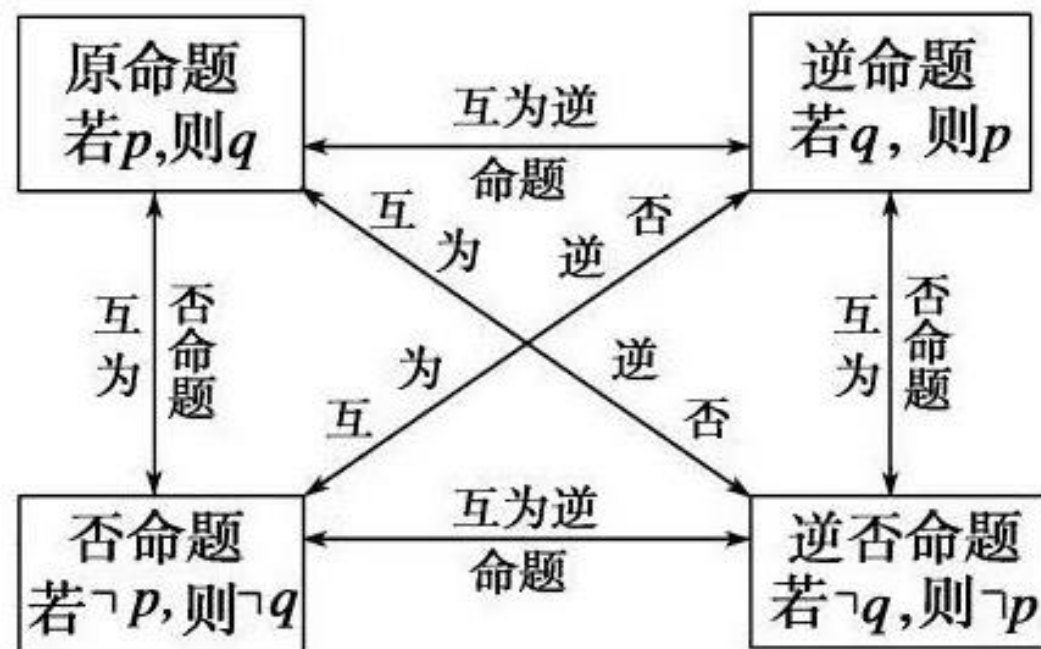 原命题
若p,则q
互为逆
命题
逆命题
若q,则p
互为
否命题
互为逆否
互为逆否
互为
否命题
否命题
若¬p,则¬q
互为逆
命题
逆否命题
若¬q,则¬p